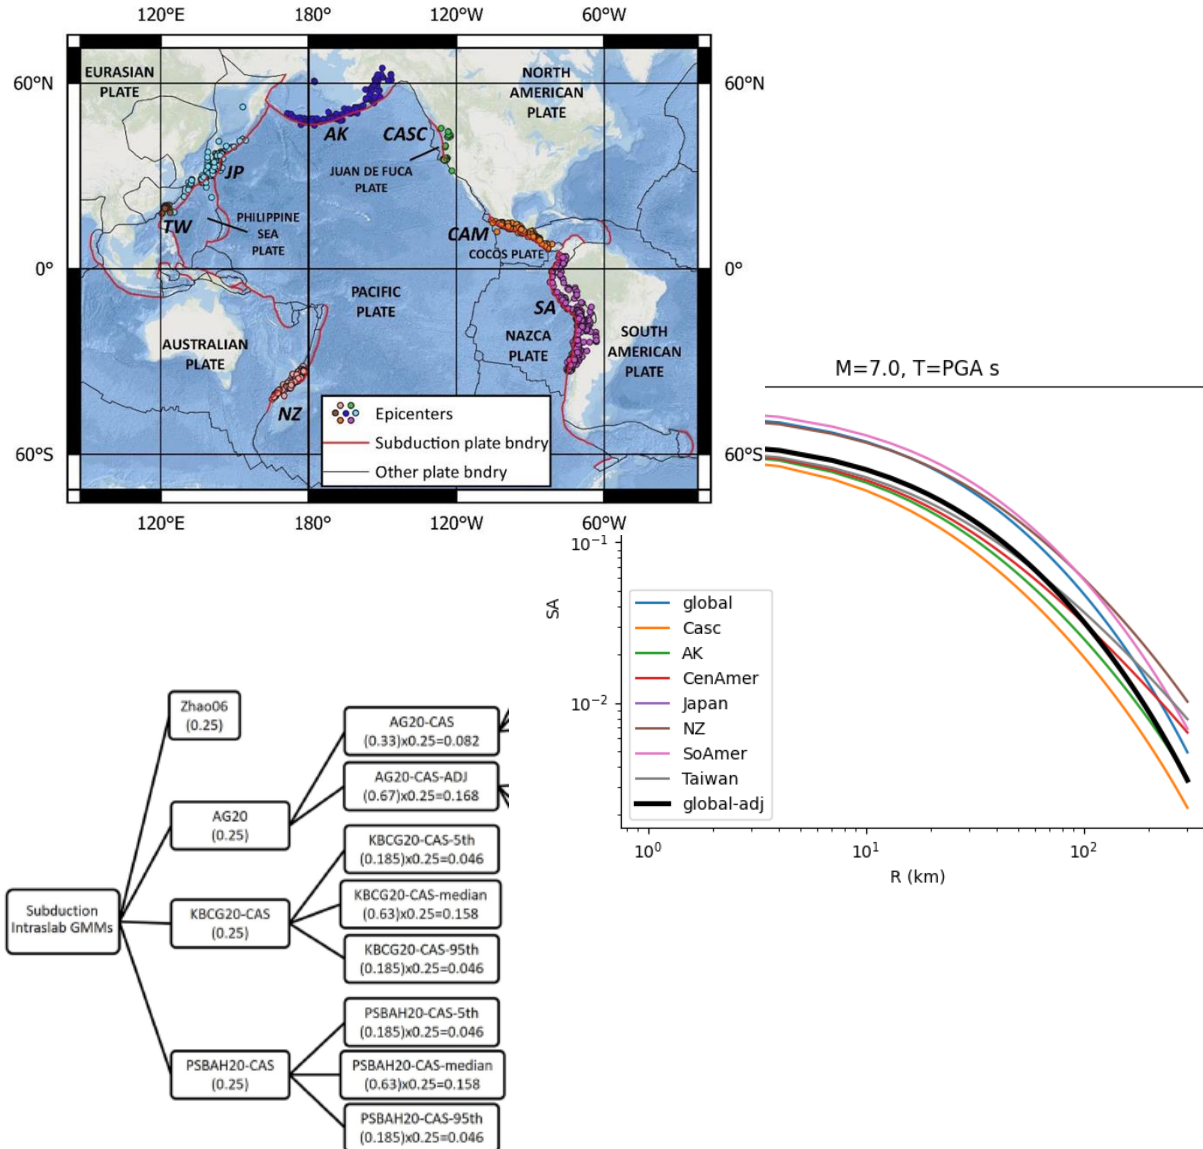 120°E
180°
120°W
60°W
60°N
60°N
EURASIAN
PLATE
NORTH
AMERICAN
PLATE
AK
CASC
JUAN DE FUCA
PLATE
JP
TW
PHILIPPINE
SEA
PLATE
CAM
COCOS PLATE
0°
0°
PACIFIC
PLATE
SA
NAZCA
PLATE
SOUTH
AMERICAN
PLATE
AUSTRALIAN
PLATE
NZ
Epicenters
Subduction plate bndry
Other plate bndry
60°S
60°S
120°E
180°
120°W
60°W
M=7.0, T=PGA s
10⁻¹
10⁻²
SA
global
Casc
AK
CenAmer
Japan
NZ
SoAmer
Taiwan
global-adj
10⁰
10¹
10²
R (km)
Subduction
Intraslab GMMs
Zhao06
(0.25)
AG20
(0.25)
KBCG20-CAS
(0.25)
PSBAH20-CAS
(0.25)
AG20-CAS
(0.33)x0.25=0.082
AG20-CAS-ADJ
(0.67)x0.25=0.168
KBCG20-CAS-5th
(0.185)x0.25=0.046
KBCG20-CAS-median
(0.63)x0.25=0.158
KBCG20-CAS-95th
(0.185)x0.25=0.046
PSBAH20-CAS-5th
(0.185)x0.25=0.046
PSBAH20-CAS-median
(0.63)x0.25=0.158
PSBAH20-CAS-95th
(0.185)x0.25=0.046